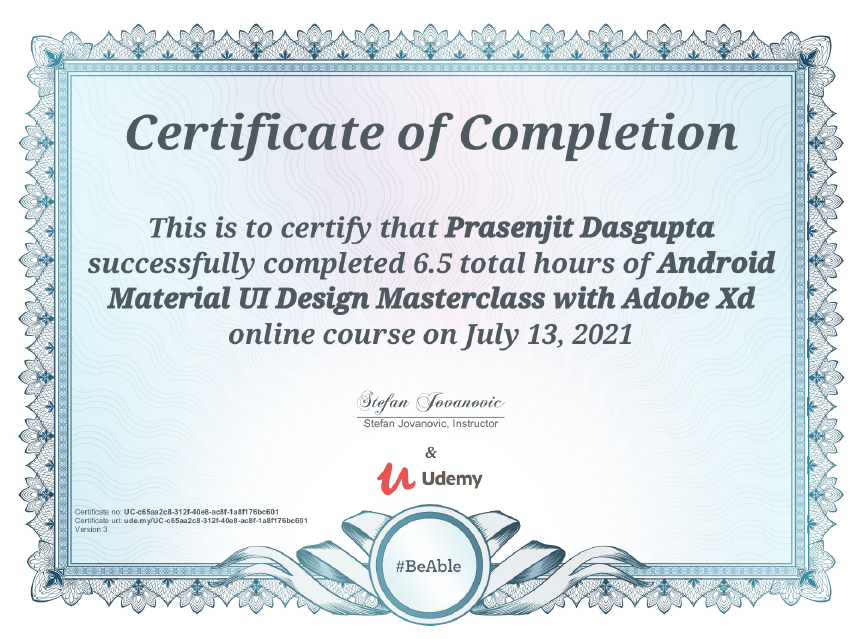 Certificate of Completion
This is to certify that Prasenjit Dasgupta
successfully completed 6.5 total hours of Android
Material UI Design Masterclass with Adobe Xd
online course on July 13, 2021
Stefan Jovanovic
Stefan Jovanovic, Instructor
&
Udemy
Certificate no: UC-c65aa2c8-312f-40e8-ac8f-1a8f176bc601
Certificate url: ude.my/UC-c65aa2c8-312f-40e8-ac8f-1a8f176bc601
Version 3
#BeAble